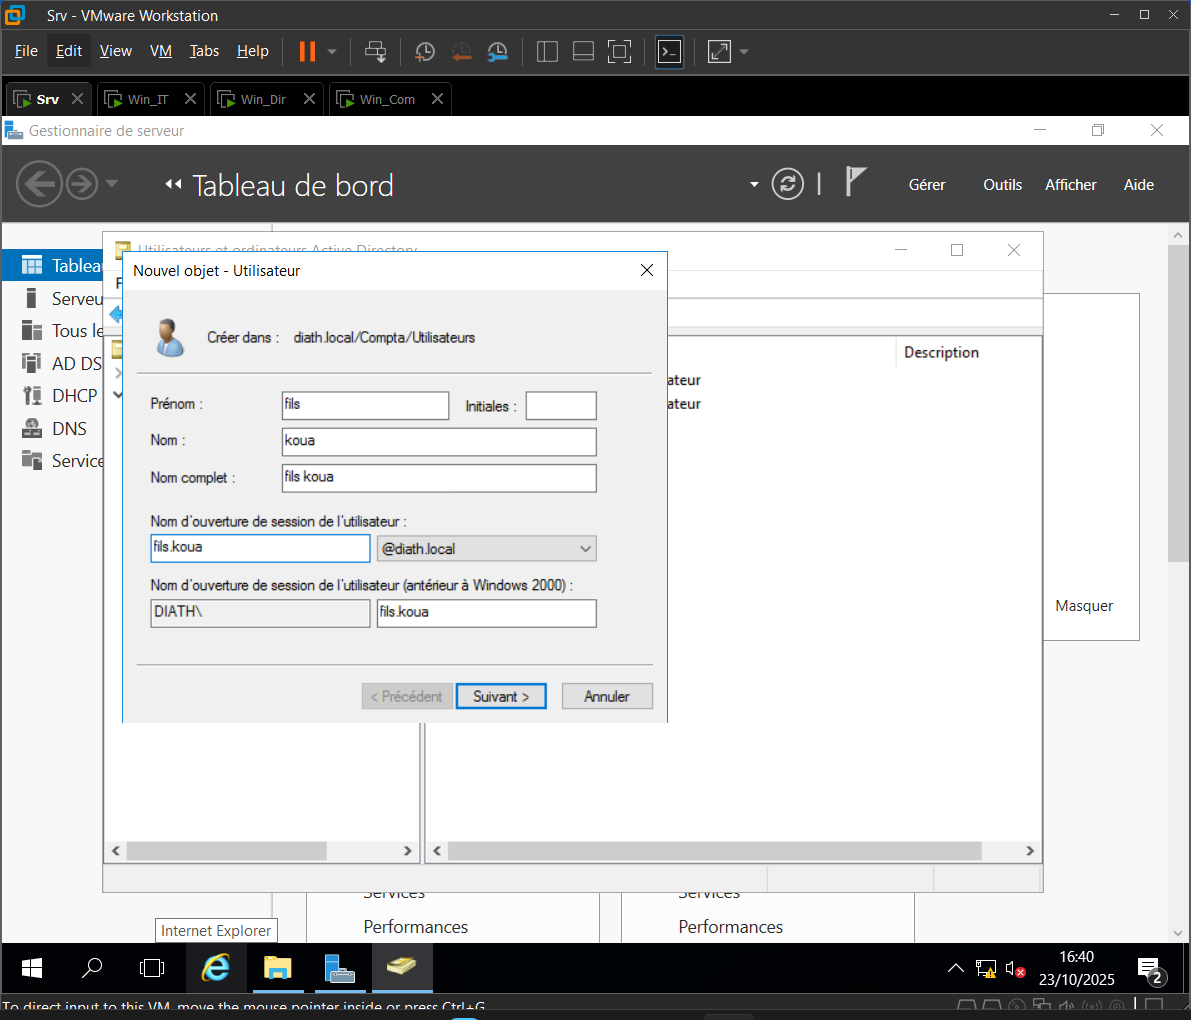 Srv - VMware Workstation
File Edit View VM Tabs Help
Srv Win_IT Win_Dir Win_Com
Gestionnaire de serveur
Tableau de bord
Gérer Outils Afficher Aide
Utilisateurs et ordinateurs Active Directory
Nouvel objet - Utilisateur
Créer dans : diath.local/Compta/Utilisateurs
Prénom : fils Initiales :
Nom : koua
Nom complet : fils koua
Nom d'ouverture de session de l'utilisateur :
fils.koua @diath.local
Nom d'ouverture de session de l'utilisateur (antérieur à Windows 2000) :
DIATH\ fils.koua
< Précédent Suivant > Annuler
Tableau
Serveu
Tous le
AD DS
DHCP
DNS
Service
F
Description
ateur
ateur
Masquer
Services Services
Performances Performances
Internet Explorer
16:40
23/10/2025
2
To direct input to this VM, move the mouse pointer inside or press Ctrl+G.